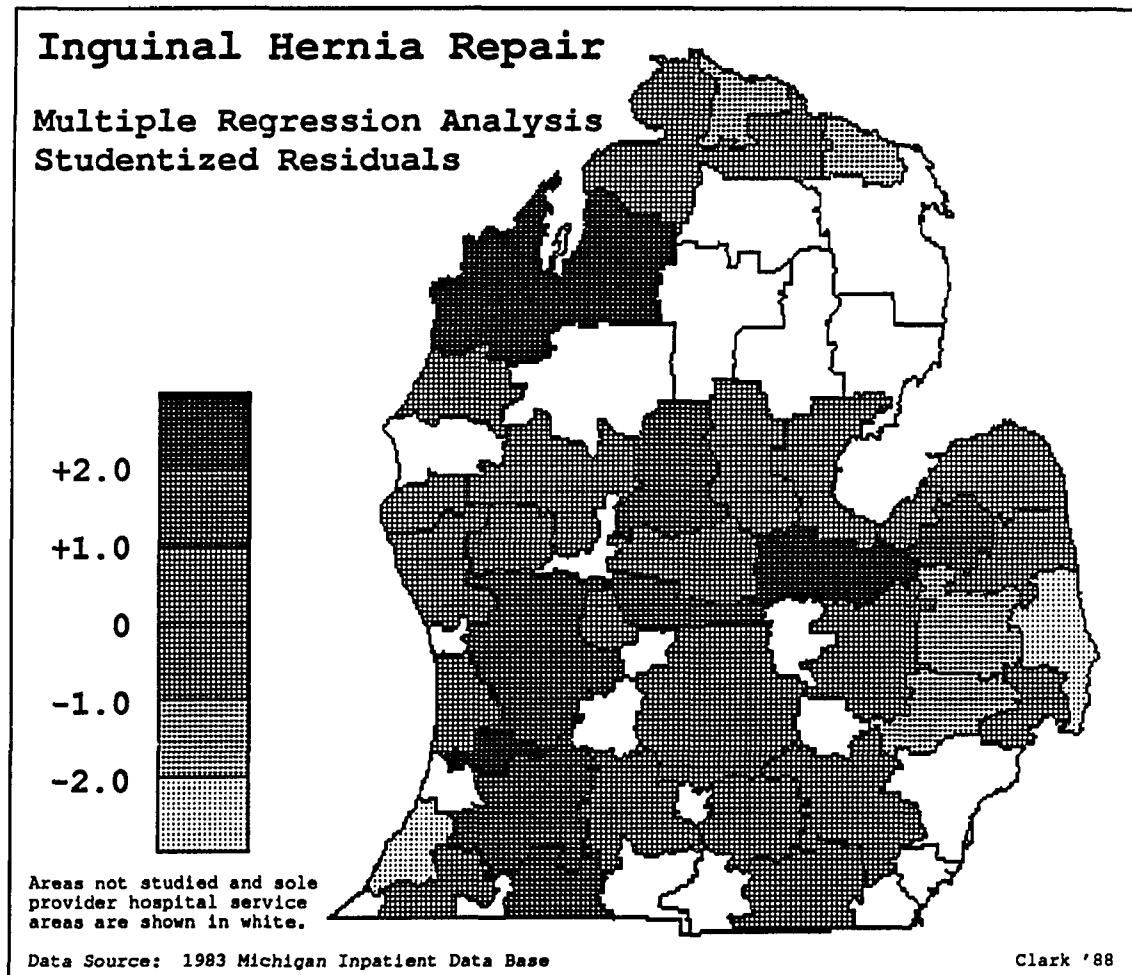 Inguinal Hernia Repair
Multiple Regression Analysis
Studentized Residuals
+2.0
+1.0
0
-1.0
-2.0
Areas not studied and sole
provider hospital service
areas are shown in white.
Data Source: 1983 Michigan Inpatient Data Base
Clark '88